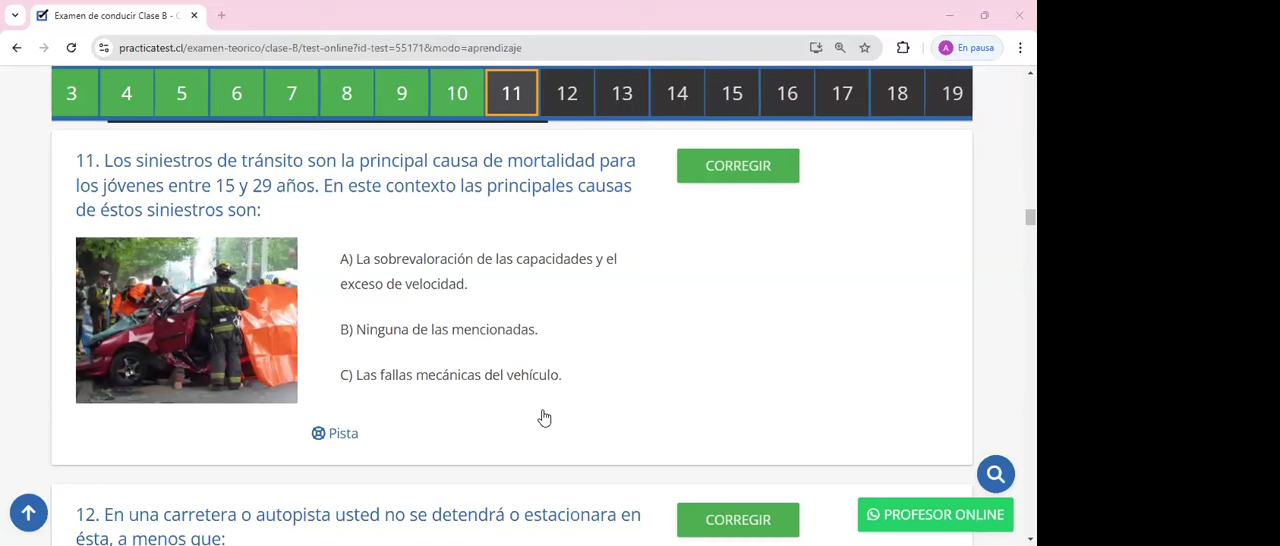 Examen de conducir Clase B - C
practicatest.cl/examen-teorico/clase-B/test-online?id-test=55171&modo=aprendizaje
A
En pausa
3 4 5 6 7 8 9 10 11 12 13 14 15 16 17 18 19
11. Los siniestros de tránsito son la principal causa de mortalidad para
los jóvenes entre 15 y 29 años. En este contexto las principales causas
de éstos siniestros son:
CORREGIR
A) La sobrevaloración de las capacidades y el
exceso de velocidad.
B) Ninguna de las mencionadas.
C) Las fallas mecánicas del vehículo.
Pista
12. En una carretera o autopista usted no se detendrá o estacionara en
ésta, a menos que:
CORREGIR
PROFESOR ONLINE